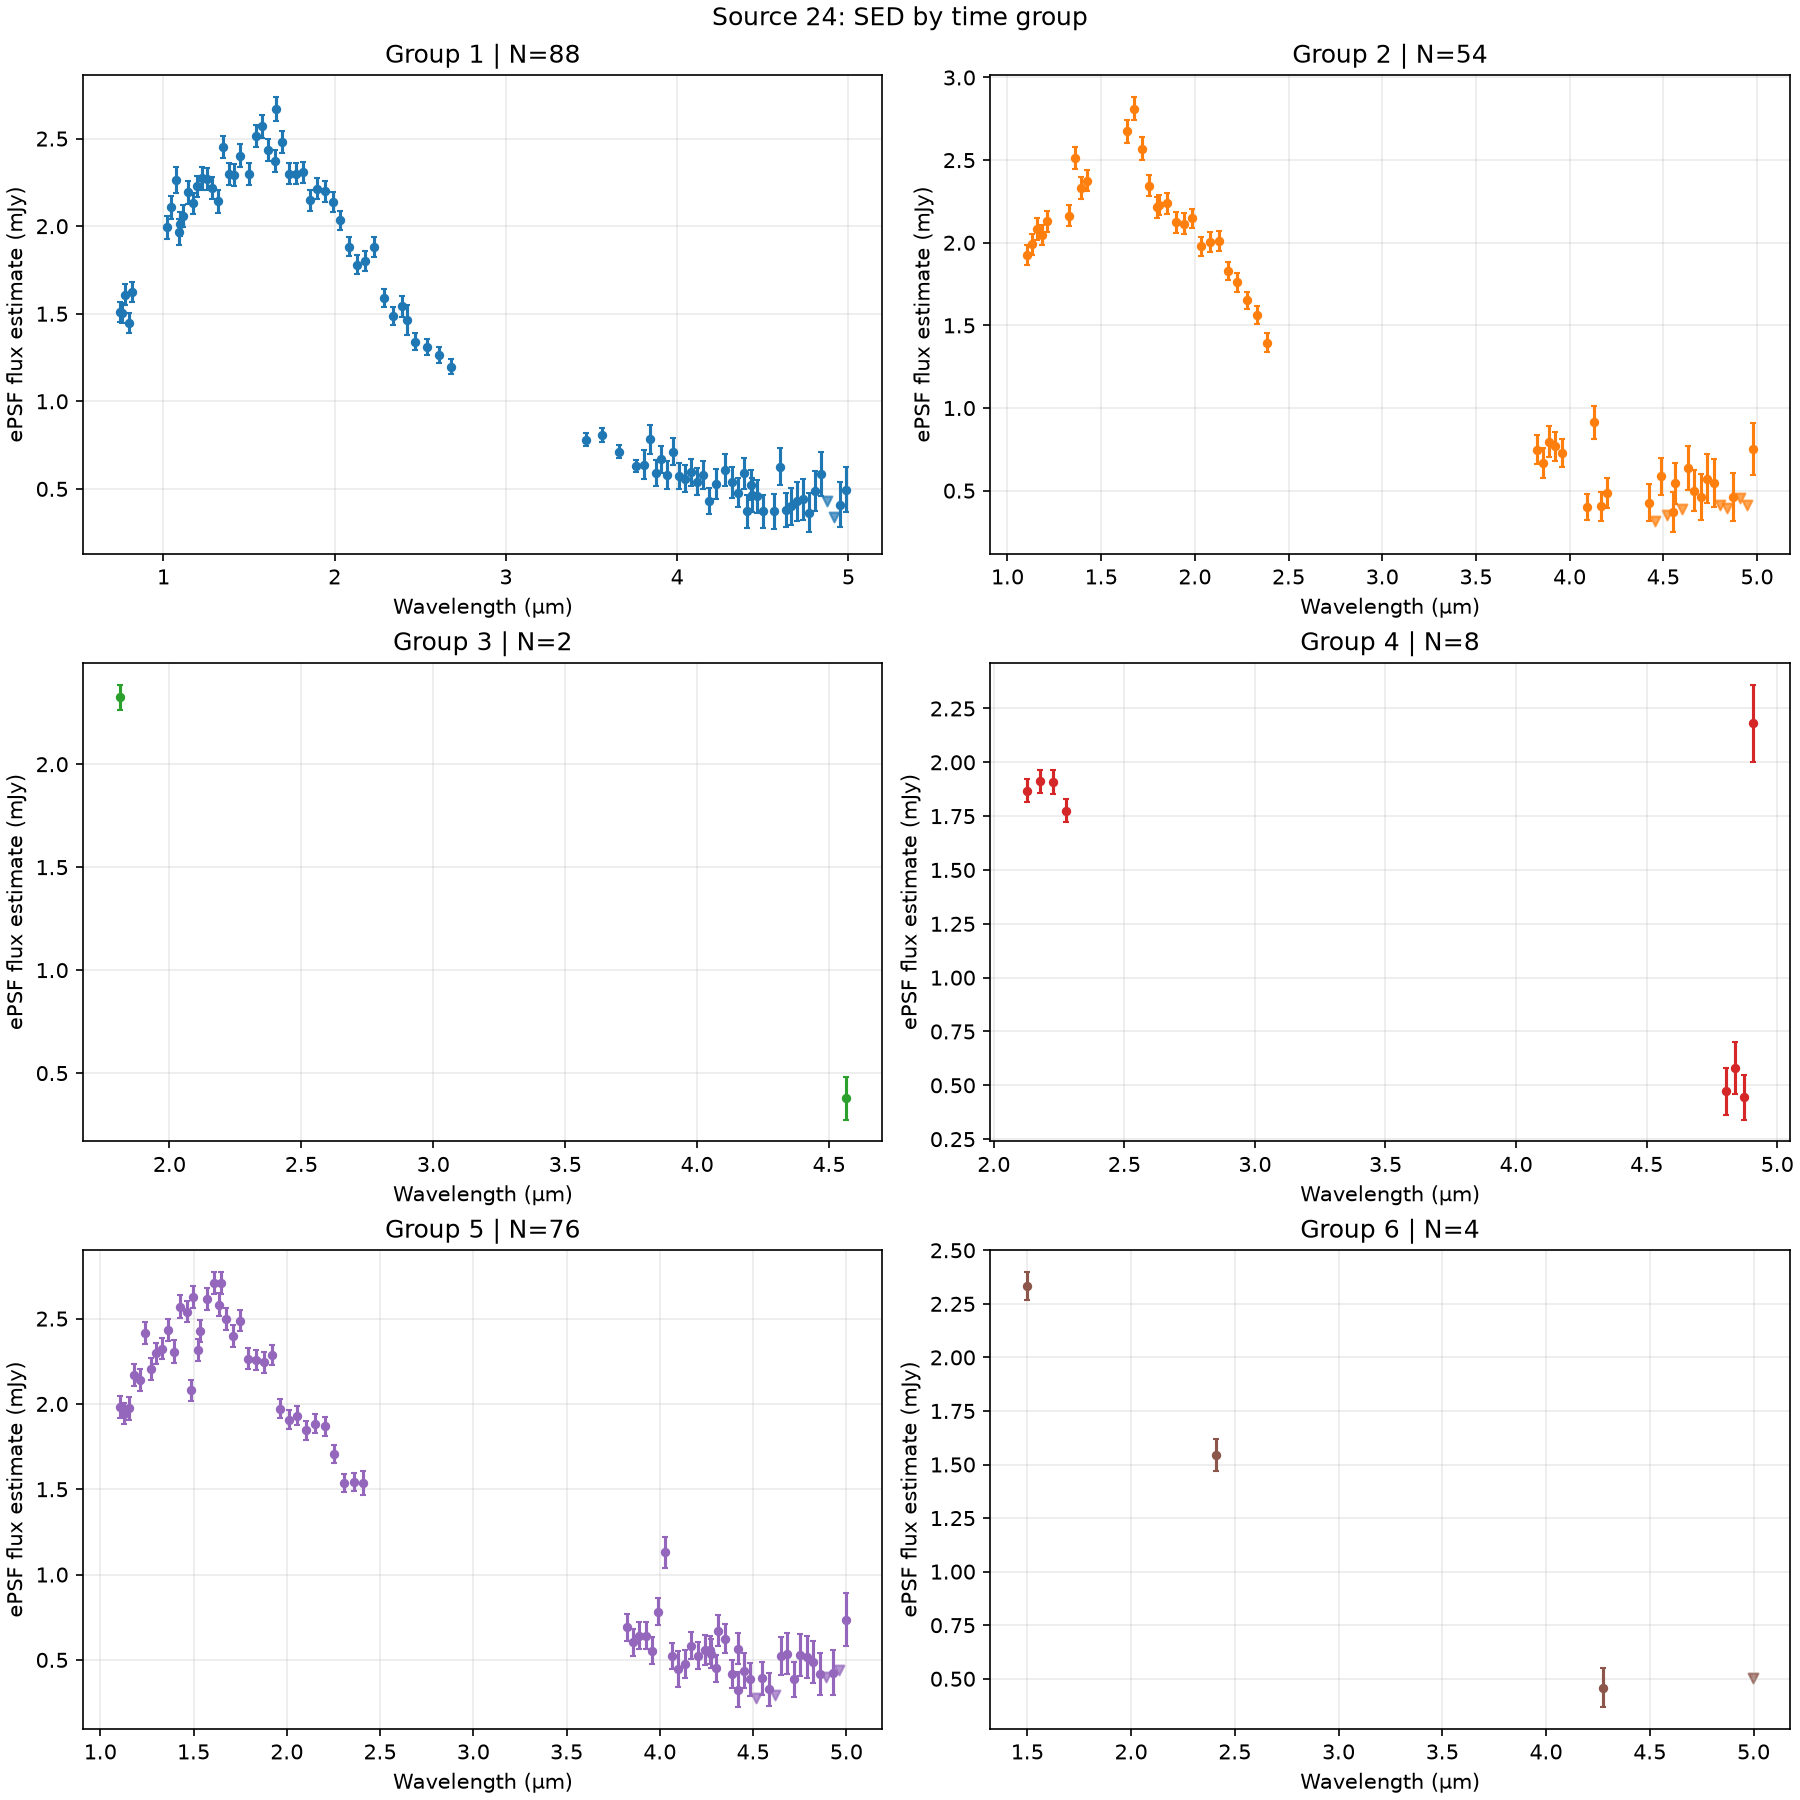 Source 24: SED by time group
Group 1 | N=88
ePSF flux estimate (mJy)
2.5
2.0
1.5
1.0
0.5
1 2 3 4 5
Wavelength (µm)
Group 2 | N=54
ePSF flux estimate (mJy)
3.0
2.5
2.0
1.5
1.0
0.5
1.0 1.5 2.0 2.5 3.0 3.5 4.0 4.5 5.0
Wavelength (µm)
Group 3 | N=2
ePSF flux estimate (mJy)
2.0
1.5
1.0
0.5
2.0 2.5 3.0 3.5 4.0 4.5
Wavelength (µm)
Group 4 | N=8
ePSF flux estimate (mJy)
2.25
2.00
1.75
1.50
1.25
1.00
0.75
0.50
0.25
2.0 2.5 3.0 3.5 4.0 4.5 5.0
Wavelength (µm)
Group 5 | N=76
ePSF flux estimate (mJy)
2.5
2.0
1.5
1.0
0.5
1.0 1.5 2.0 2.5 3.0 3.5 4.0 4.5 5.0
Wavelength (µm)
Group 6 | N=4
ePSF flux estimate (mJy)
2.50
2.25
2.00
1.75
1.50
1.25
1.00
0.75
0.50
1.5 2.0 2.5 3.0 3.5 4.0 4.5 5.0
Wavelength (µm)